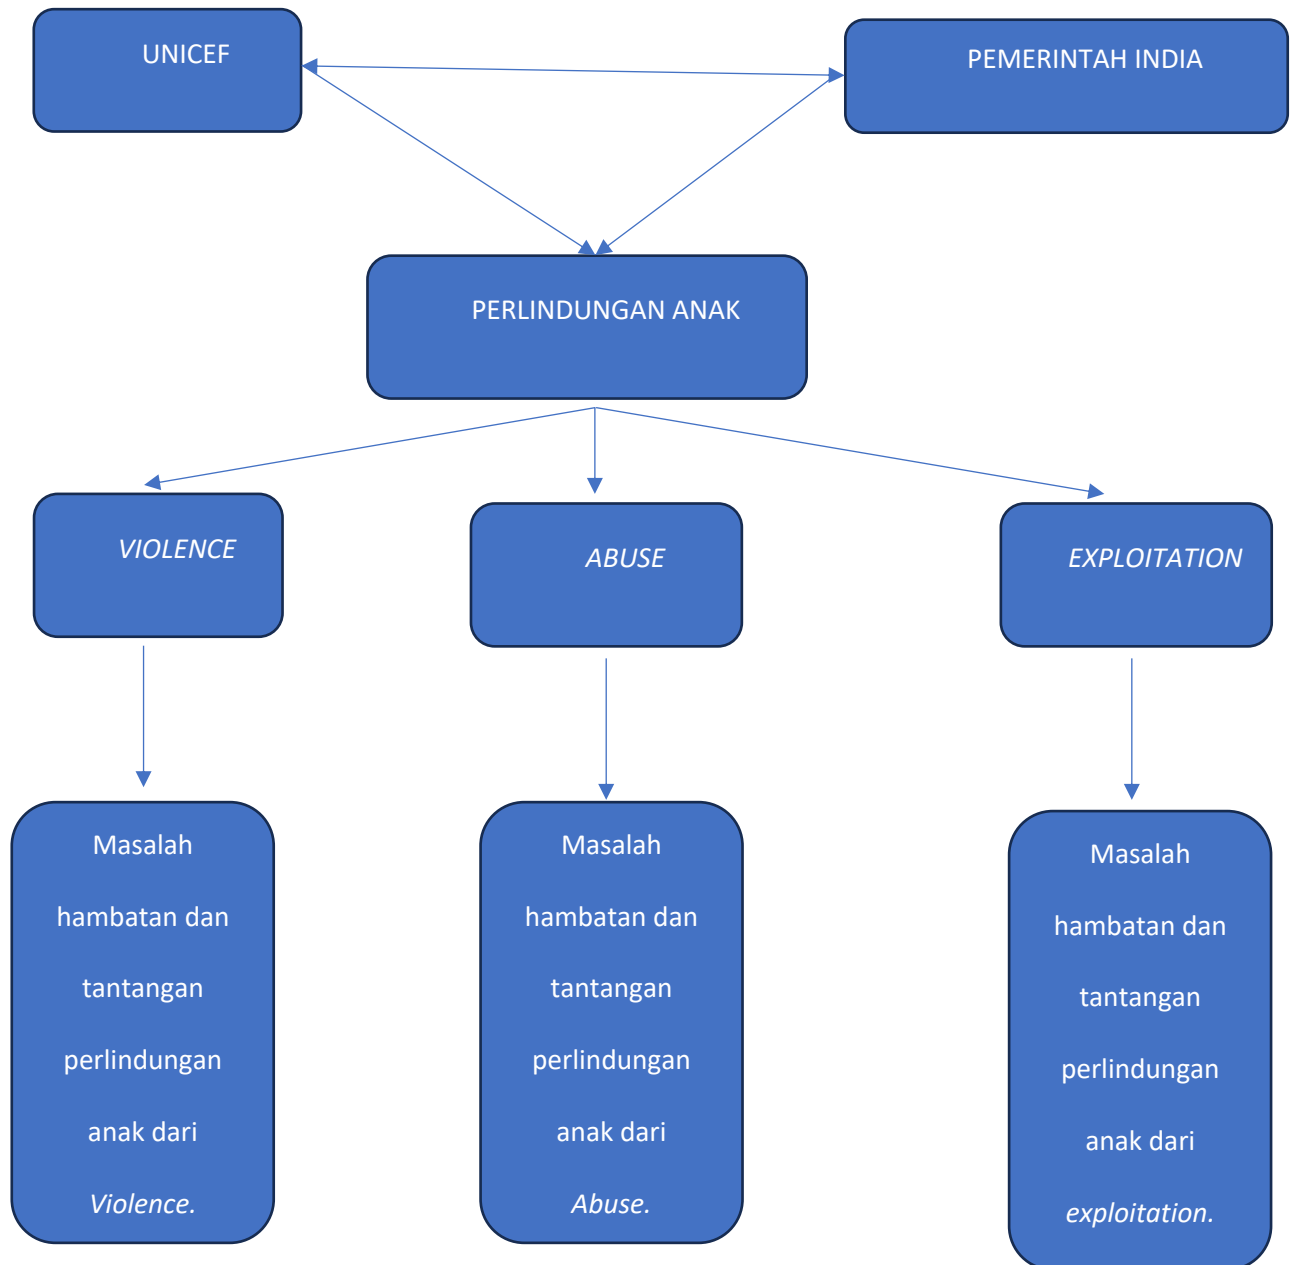 UNICEF
PEMERINTAH INDIA
PERLINDUNGAN ANAK
VIOLENCE
ABUSE
EXPLOITATION
Masalah
hambatan dan
tantangan
perlindungan
anak dari
Violence.
Masalah
hambatan dan
tantangan
perlindungan
anak dari
Abuse.
Masalah
hambatan dan
tantangan
perlindungan
anak dari
exploitation.